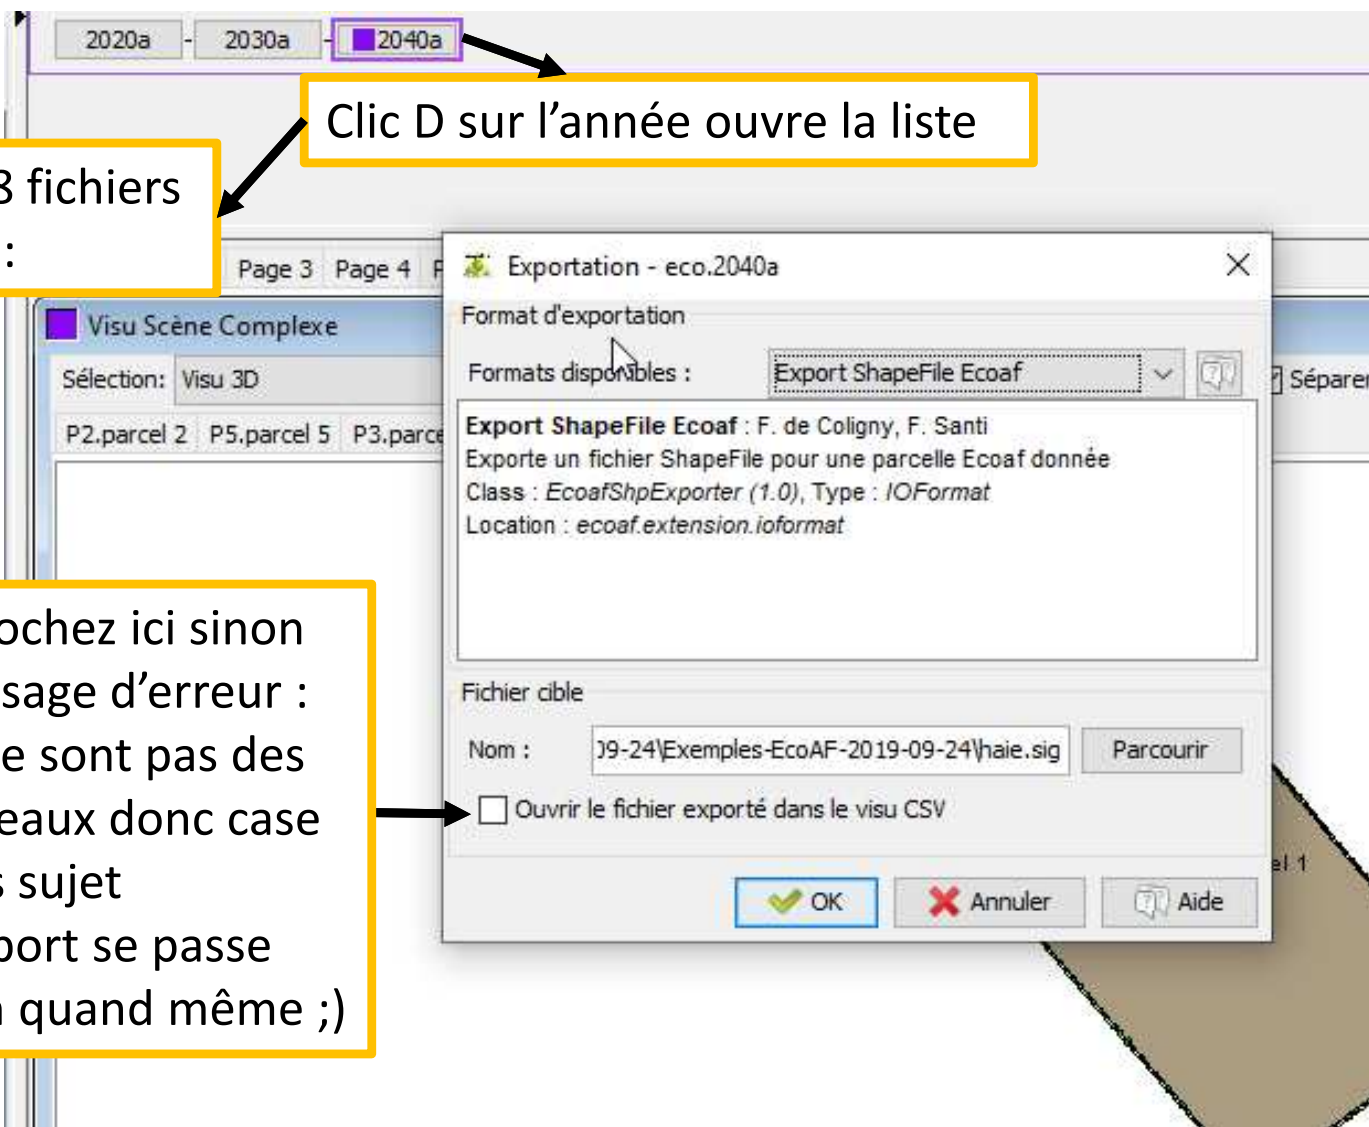 2020a - 2030a - 2040a
Clic D sur l’année ouvre la liste
8 fichiers
:
Page 3 Page 4
Visu Scène Complexe
Sélection: Visu 3D
P2.parcel 2 P5.parcel 5 P3.parce
Exportation - eco.2040a
Format d'exportation
Formats disponibles : Export ShapeFile Ecoaf
Séparer
Export ShapeFile Ecoaf : F. de Coligny, F. Santi
Exporte un fichier ShapeFile pour une parcelle Ecoaf donnée
Class : EcoafShpExporter (1.0), Type : IOFormat
Location : ecoaf.extension.ioformat
Fichier cible
Nom : 09-24\Exemples-EcoAF-2019-09-24\haie.sig Parcourir
Ouvrir le fichier exporté dans le visu CSV
OK Annuler Aide
el 1
ochez ici sinon
sage d’erreur :
e sont pas des
eaux donc case
s sujet
port se passe
n quand même ;)